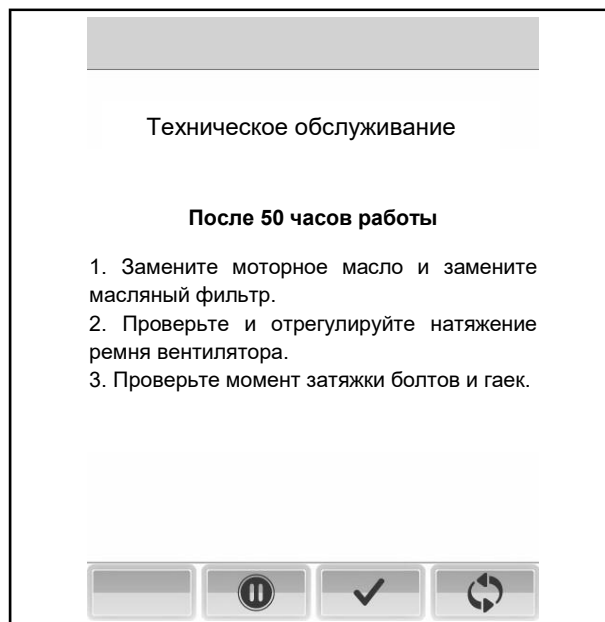 Техническое обслуживание
После 50 часов работы
1. Замените моторное масло и замените
масляный фильтр.
2. Проверьте и отрегулируйте натяжение
ремня вентилятора.
3. Проверьте момент затяжки болтов и гаек.